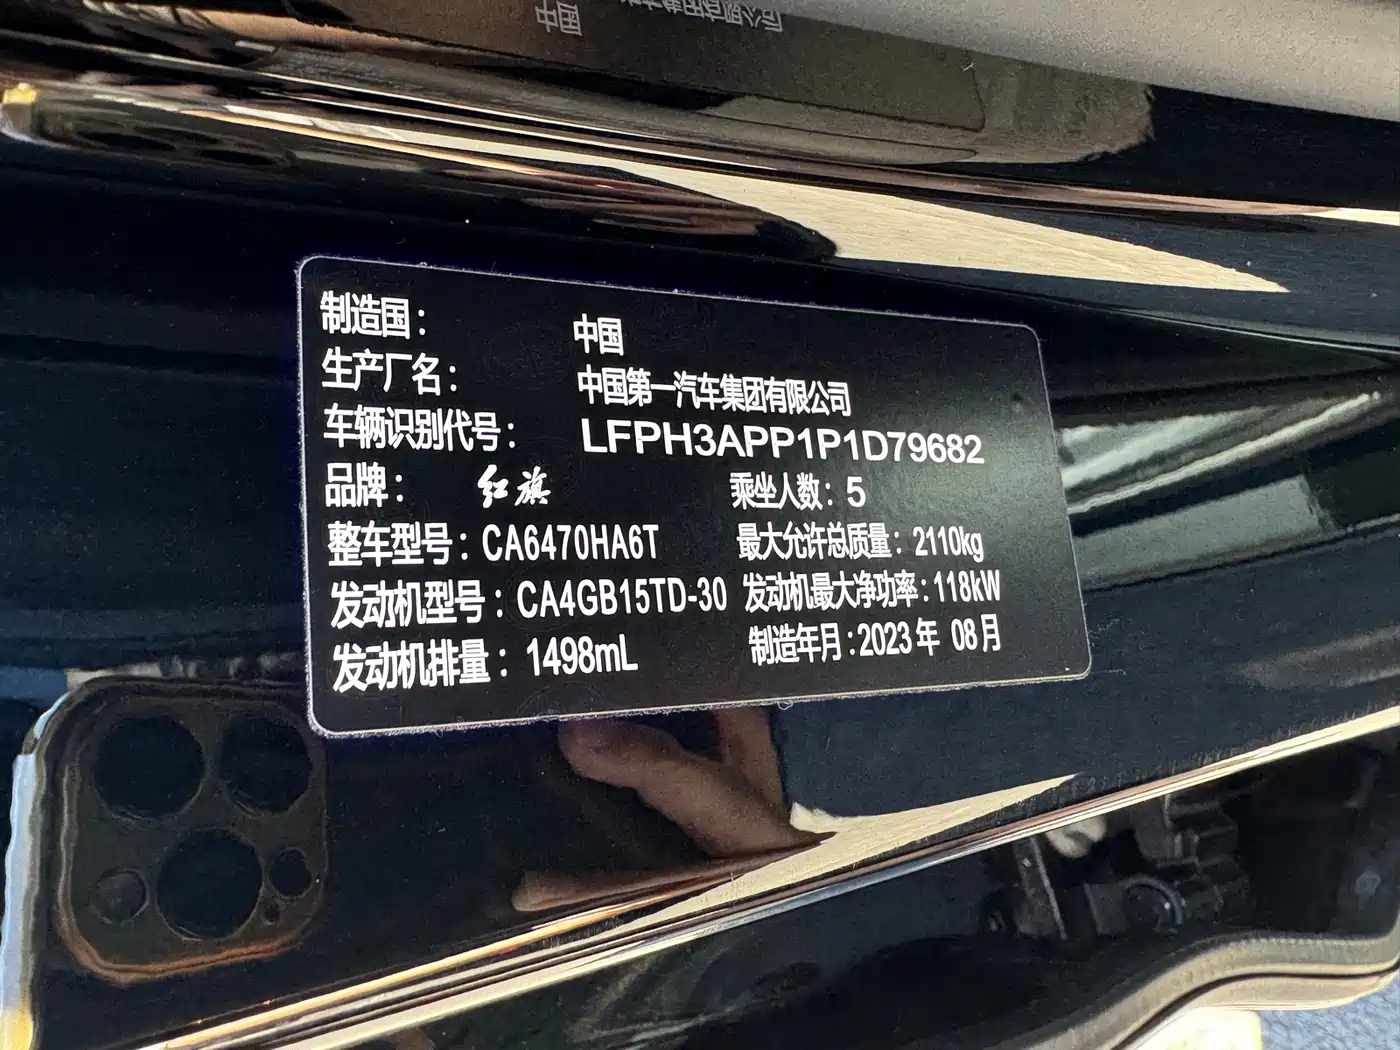 制造国： 中国
生产厂名： 中国第一汽车集团有限公司
车辆识别代号： LFPH3APP1P1D79682
品牌： 红旗 乘坐人数：5
整车型号：CA6470HA6T 最大允许总质量：2110kg
发动机型号：CA4GB15TD-30 发动机最大净功率：118kW
发动机排量：1498mL 制造年月：2023年 08月